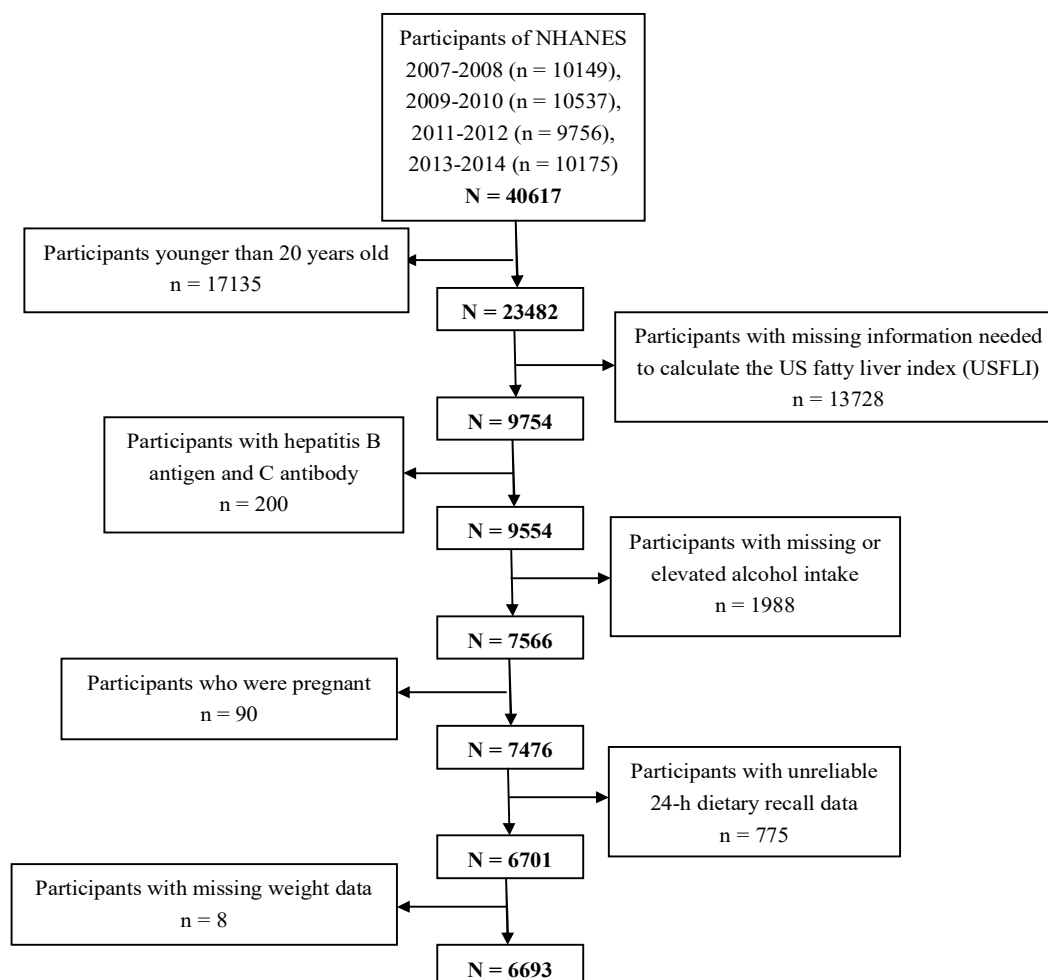 Participants of NHANES
2007-2008 (n = 10149),
2009-2010 (n = 10537),
2011-2012 (n = 9756),
2013-2014 (n = 10175)
N = 40617
Participants younger than 20 years old
n = 17135
N = 23482
Participants with missing information needed
to calculate the US fatty liver index (USFLI)
n = 13728
N = 9754
Participants with hepatitis B
antigen and C antibody
n = 200
N = 9554
Participants with missing or
elevated alcohol intake
n = 1988
N = 7566
Participants who were pregnant
n = 90
N = 7476
Participants with unreliable
24-h dietary recall data
n = 775
N = 6701
Participants with missing weight data
n = 8
N = 6693